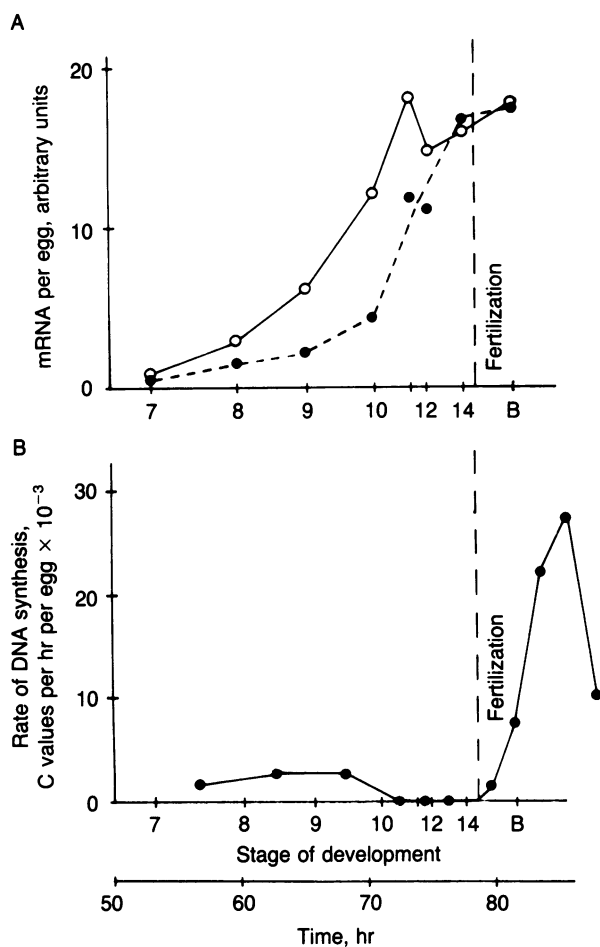 A
mRNA per egg, arbitrary units
20
10
0
Fertilization
7 8 9 10 12 14 B
B
Rate of DNA synthesis,
C values per hr per egg × 10⁻³
30
20
10
0
Fertilization
7 8 9 10 12 14 B
Stage of development
50 60 70 80
Time, hr